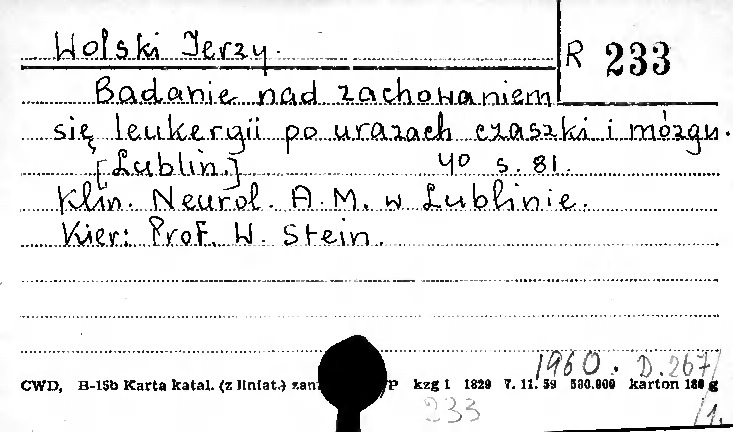 Wolski Jerzy.
R 233
Badanie nad zachowaniem
się leukergii po urazach czaszki i mózgu.
[Lublin.] 4o s. 81.
Klin. Neurol. A.M. w Lublinie.
Kier: Prof. W. Stein.
1960. D.267/
CWD, B-15b Karta katal. (z liniat.) kzg 1 1829 7. 11. 59 500.000 karton 180 g
233 /1.